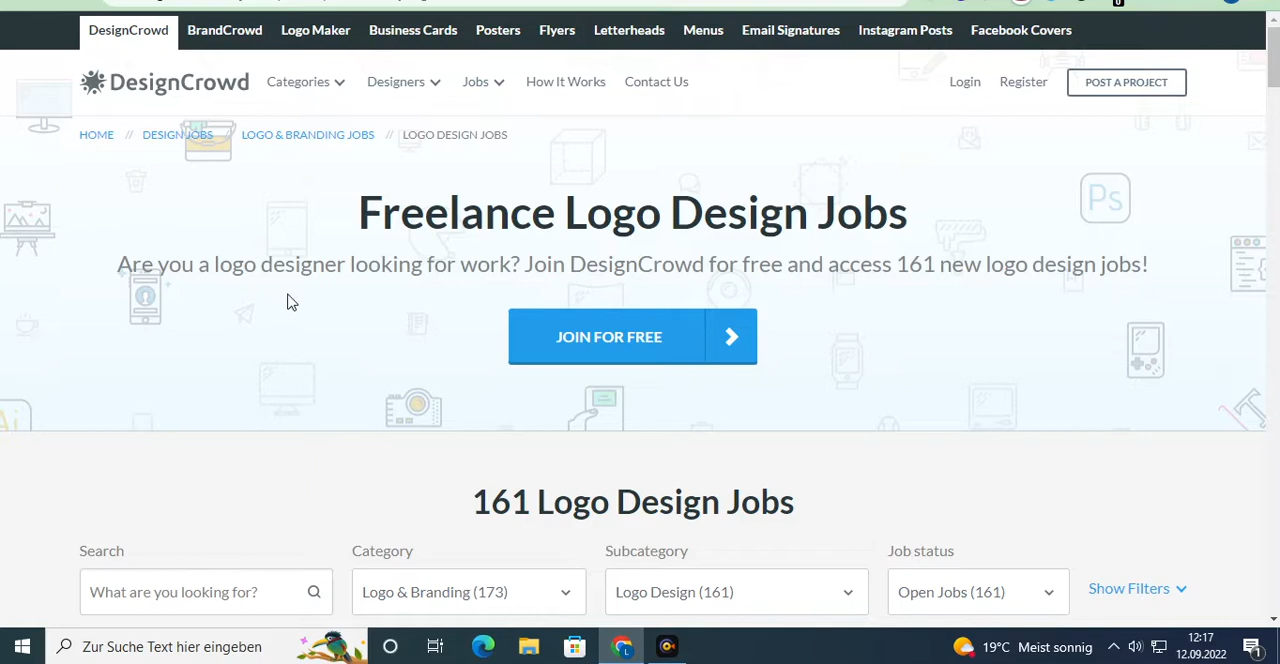 DesignCrowd BrandCrowd Logo Maker Business Cards Posters Flyers Letterheads Menus Email Signatures Instagram Posts Facebook Covers
DesignCrowd Categories Designers Jobs How It Works Contact Us Login Register POST A PROJECT
HOME // DESIGN JOBS // LOGO & BRANDING JOBS // LOGO DESIGN JOBS
Ps
Freelance Logo Design Jobs
Are you a logo designer looking for work? Join DesignCrowd for free and access 161 new logo design jobs!
JOIN FOR FREE
Ai
161 Logo Design Jobs
Search Category Subcategory Job status
What are you looking for? Logo & Branding (173) Logo Design (161) Open Jobs (161) Show Filters
Zur Suche Text hier eingeben 19°C Meist sonnig 12:17
12.09.2022 1